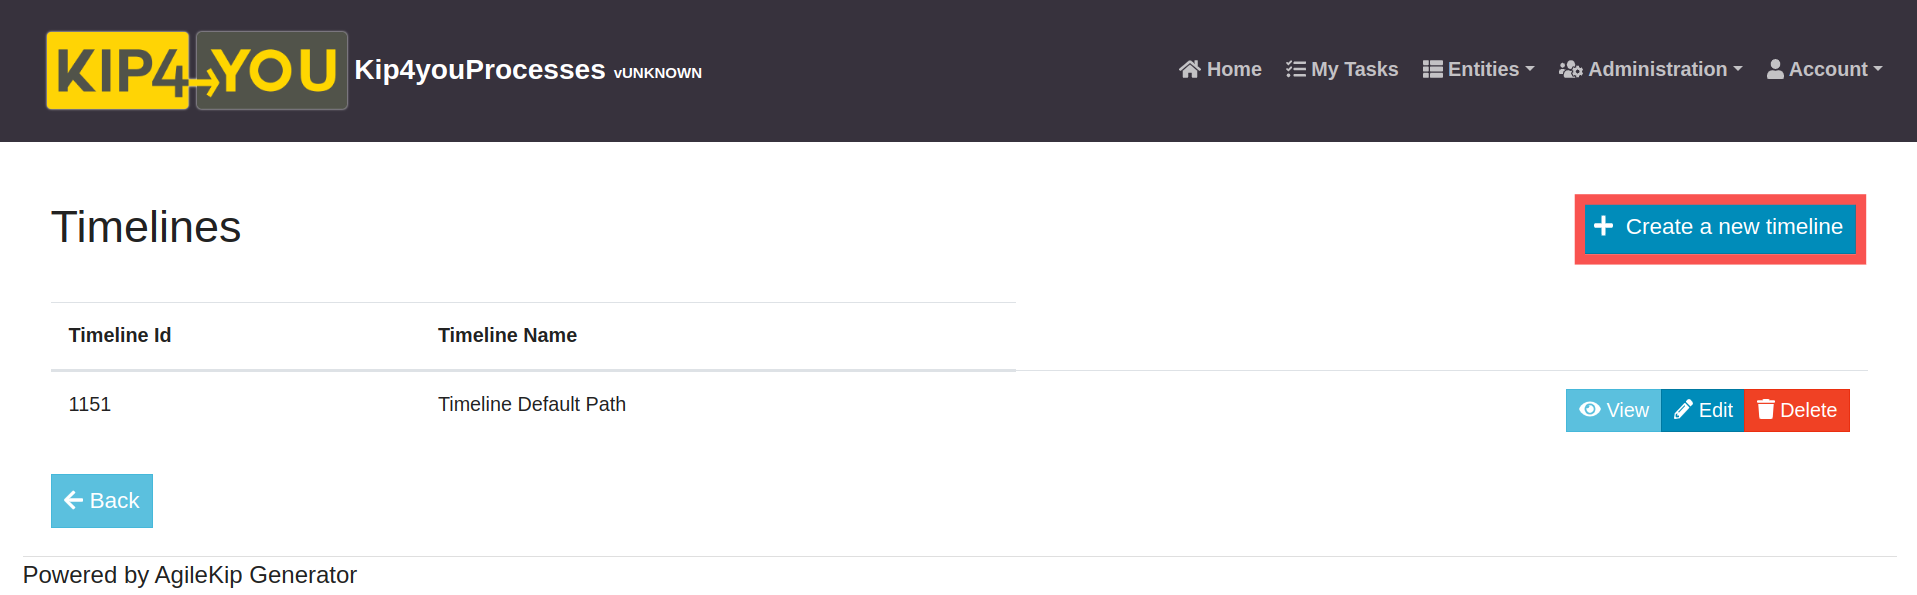 KIP4YOU Kip4youProcesses vUNKNOWN Home My Tasks Entities Administration Account
Timelines Create a new timeline
Timeline Id Timeline Name
1151 Timeline Default Path View Edit Delete
Back
Powered by AgileKip Generator